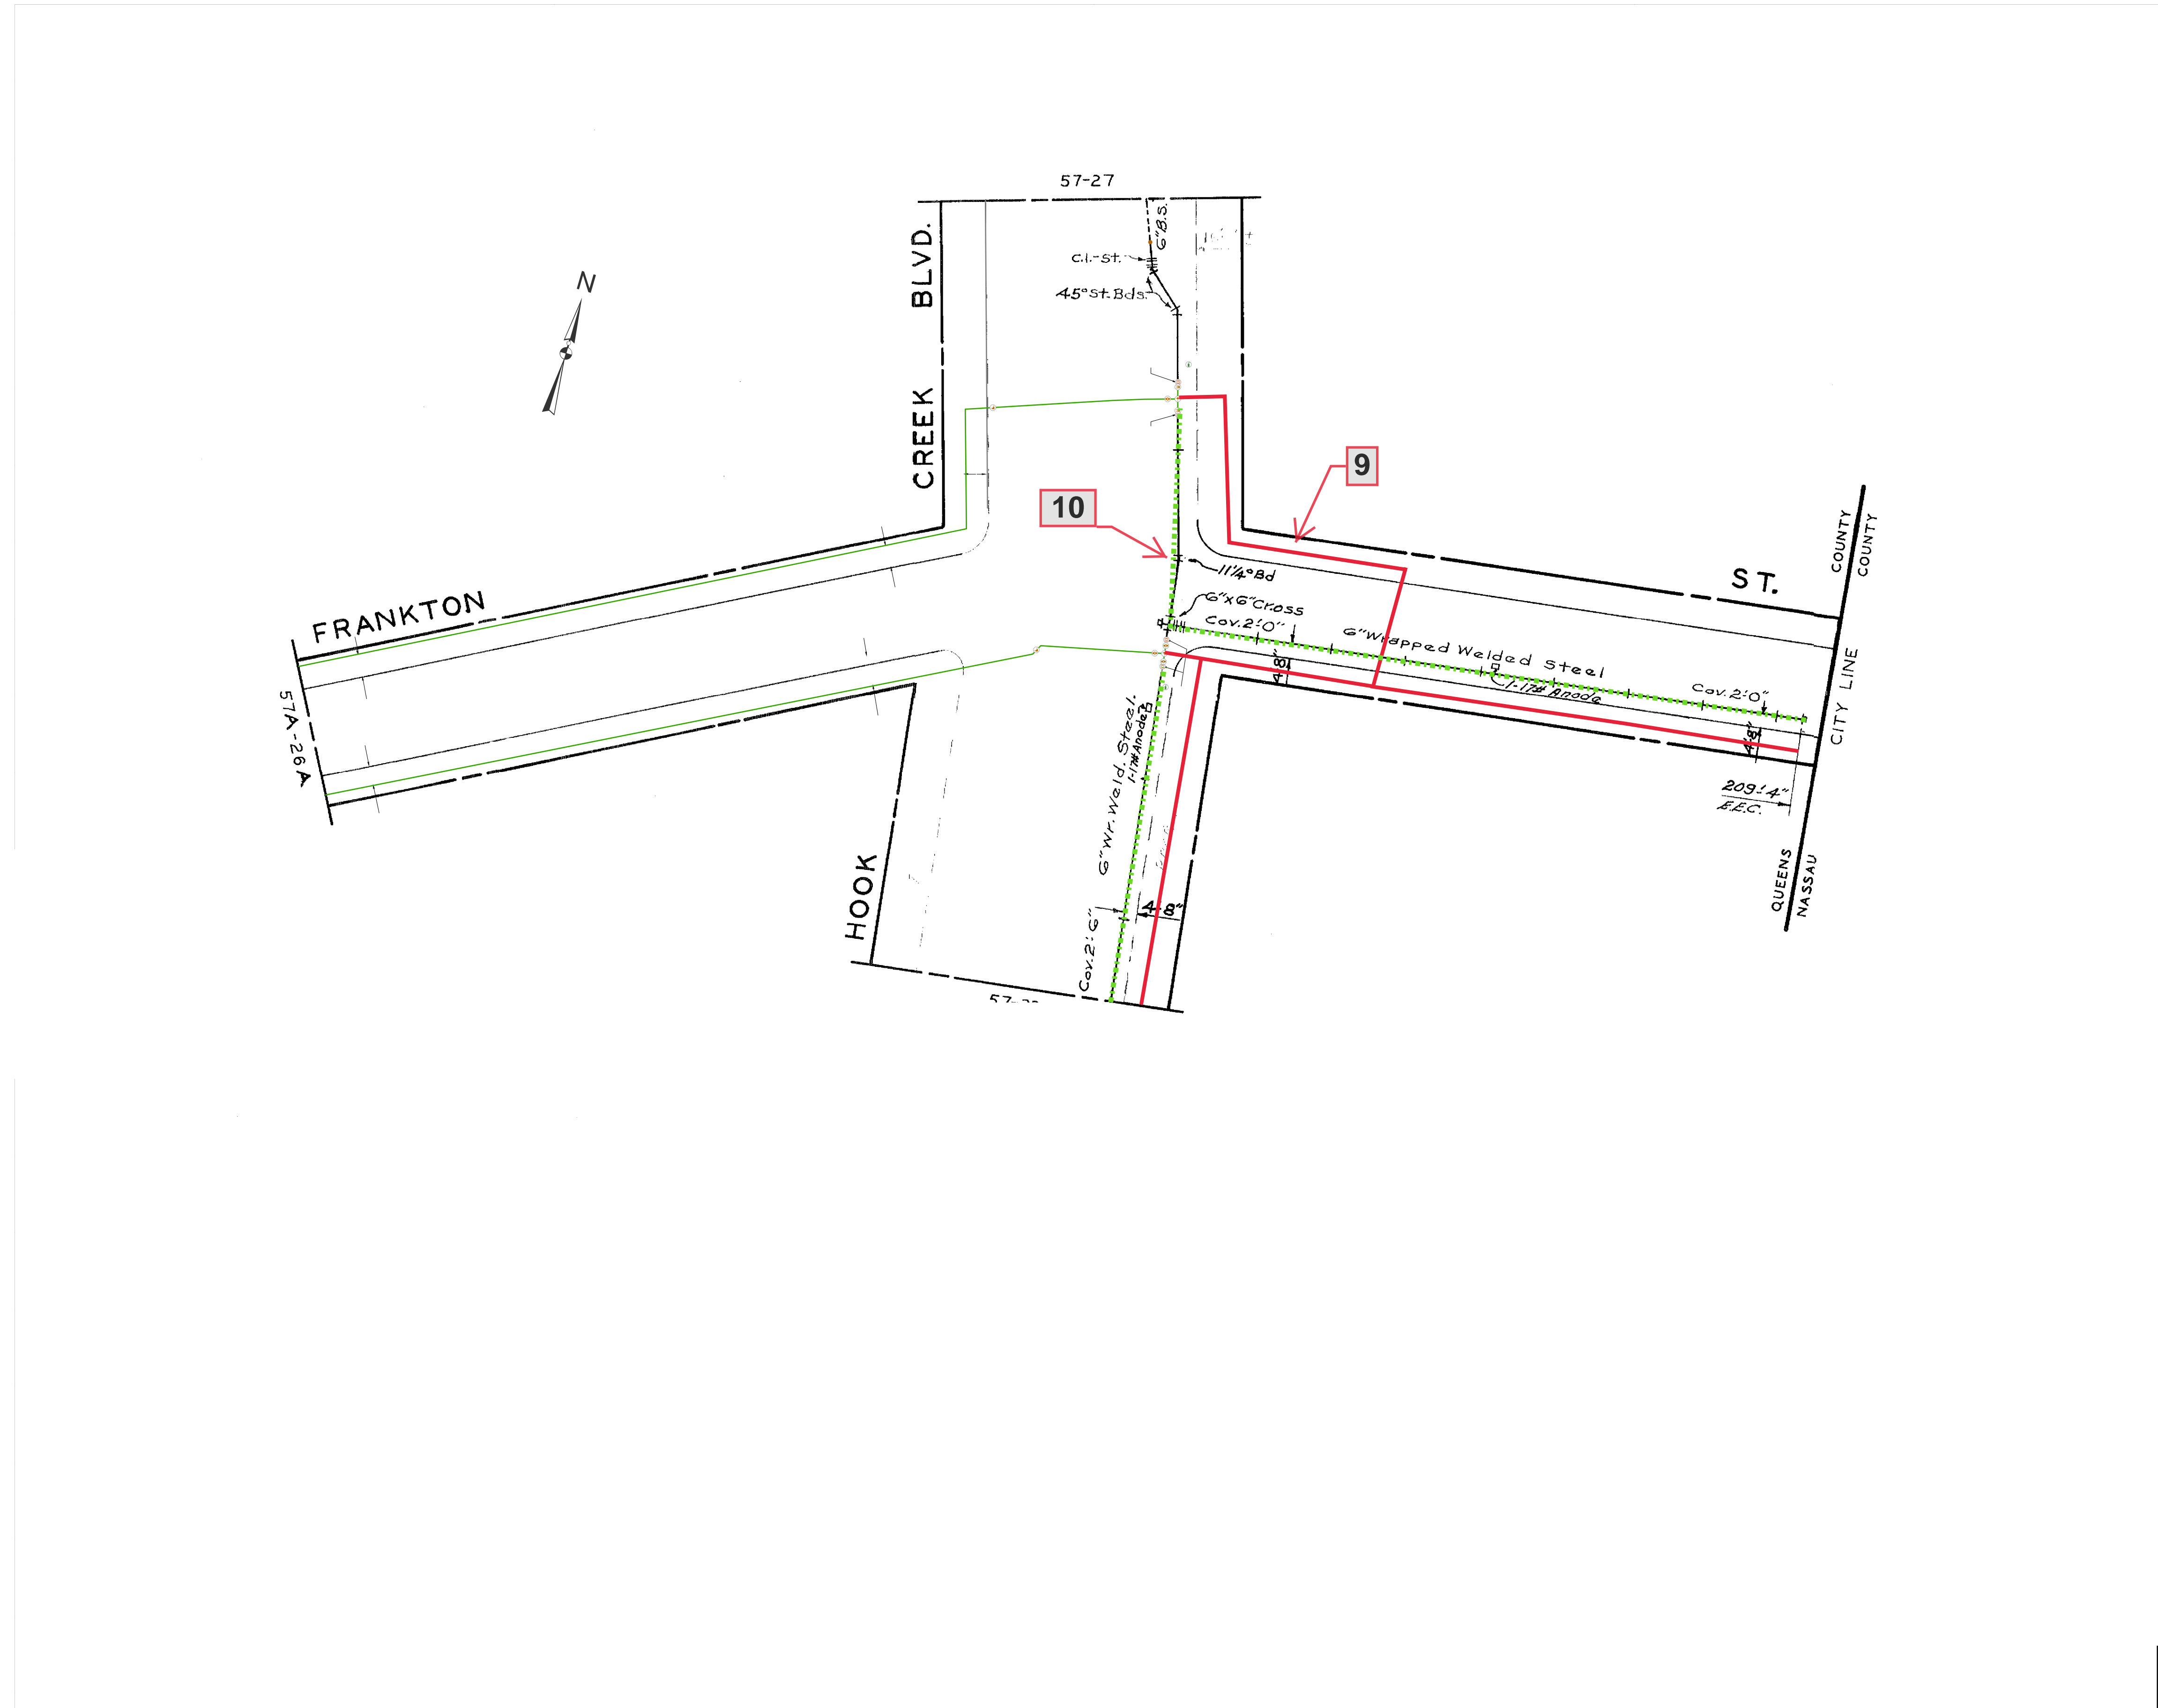 57-27
6"B.S.
BLVD.
C.I.-St.
45°St.Bds.
N
CREEK
9
10
COUNTY
COUNTY
11¼°Bd
ST.
6"x6"Cross
FRANKTON
Cov.2'-0"
6"Wrapped Welded Steel
4'8"
1-17# Anode
Cov.2'-0"
CITY LINE
57A-26A
6"Wr.Weld.Steel.
1-17#Anode
4'8"
209'-4"
E.E.C.
HOOK
QUEENS
NASSAU
4'8"
Cov.2'-6"